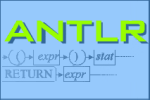 ANTLR
( ( ) expr ( ) ) stat
RETURN expr